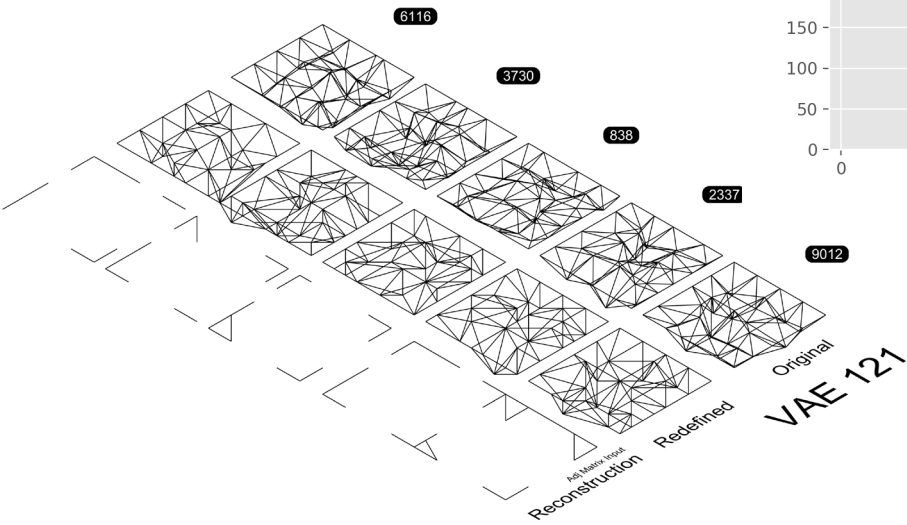 6116
3730
838
2337
9012
150
100
50
0
0
Original
VAE 121
Redefined
Adj Matrix Input
Reconstruction